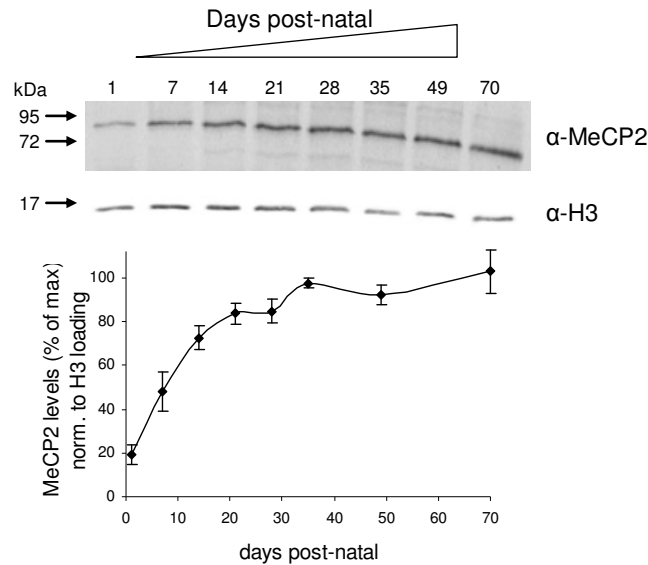 Days post-natal
kDa 1 7 14 21 28 35 49 70
95
α-MeCP2
72
17
α-H3
MeCP2 levels (% of max)
norm. to H3 loading
100
80
60
40
20
0
0 10 20 30 40 50 60 70
days post-natal